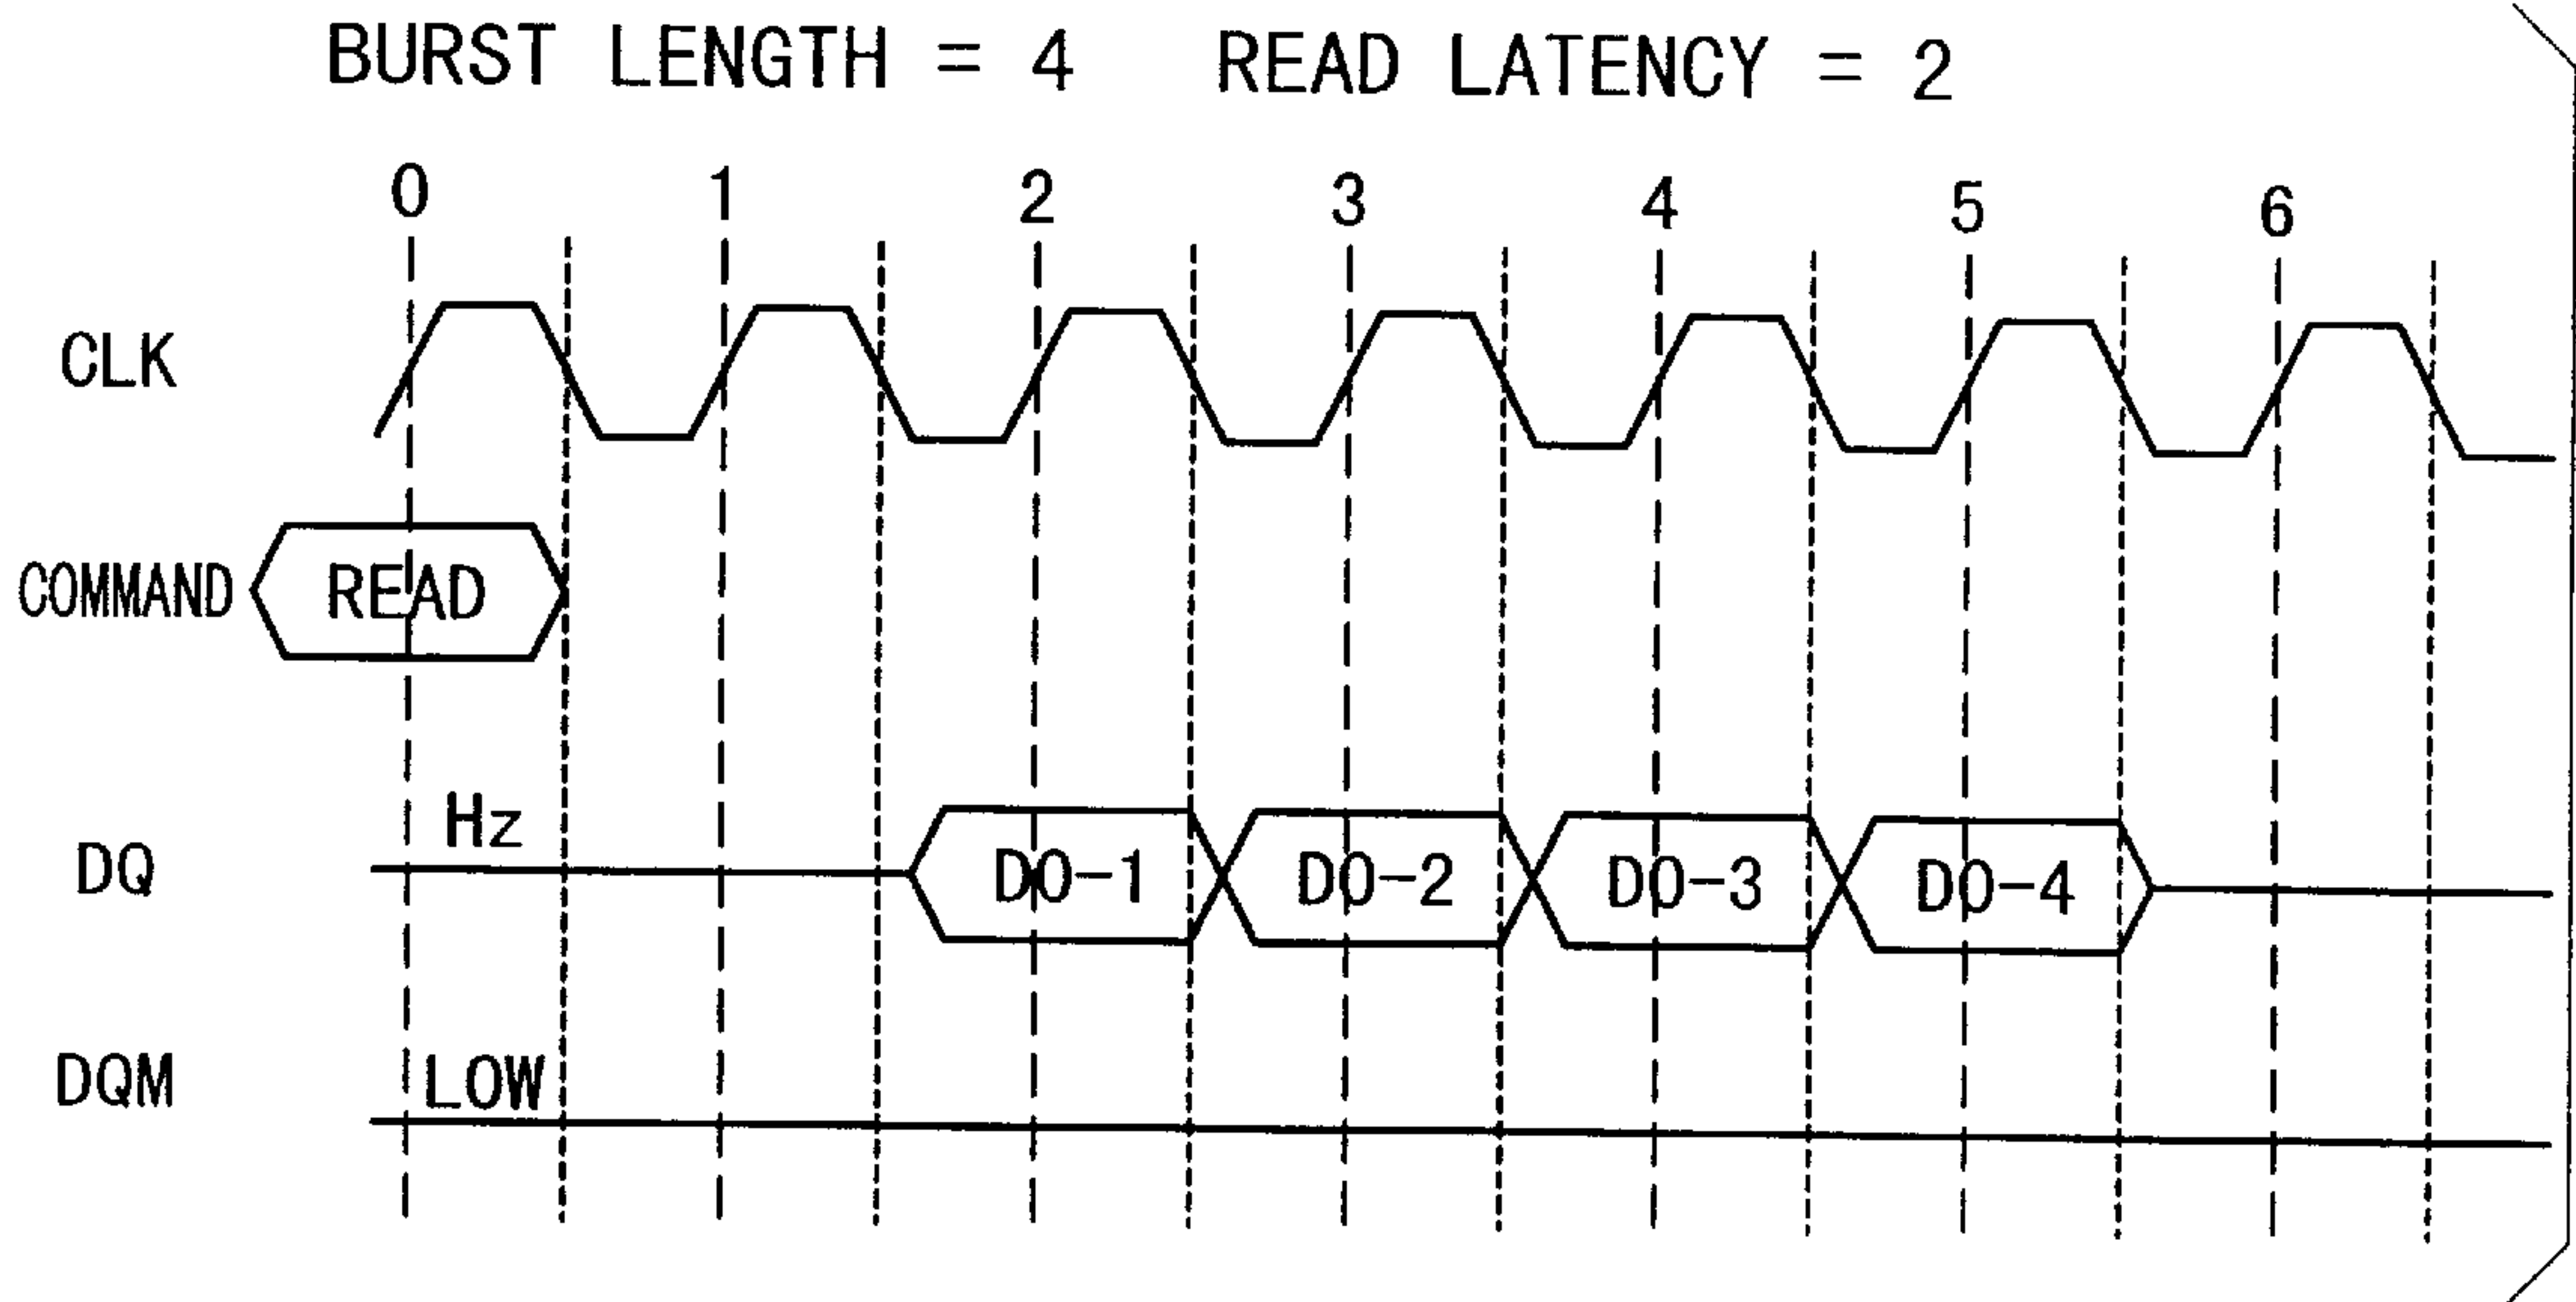 BURST LENGTH = 4 READ LATENCY = 2
0 1 2 3 4 5 6
CLK
COMMAND READ
Hz
DQ DO-1 DO-2 DO-3 DO-4
DQM LOW